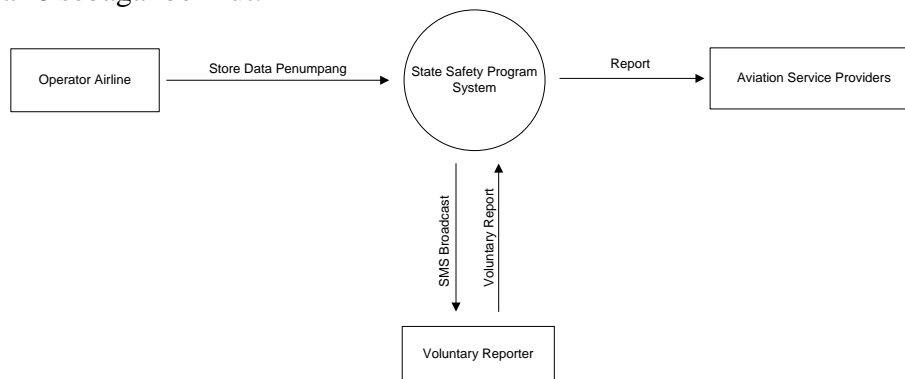 Operator Airline
Store Data Penumpang
State Safety Program
System
Report
Aviation Service Providers
SMS Broadcast
Voluntary Report
Voluntary Reporter